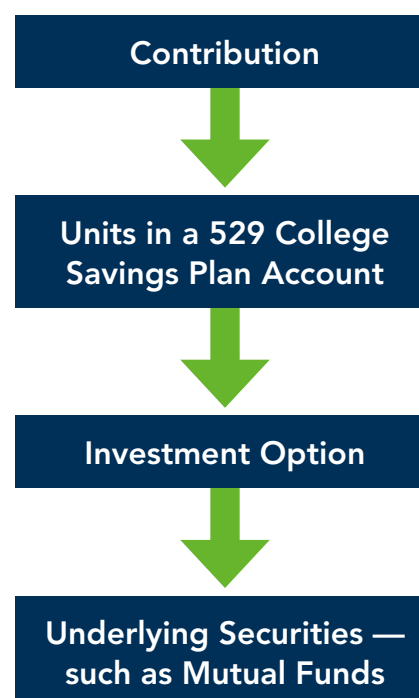 Contribution
Units in a 529 College
Savings Plan Account
Investment Option
Underlying Securities —
such as Mutual Funds